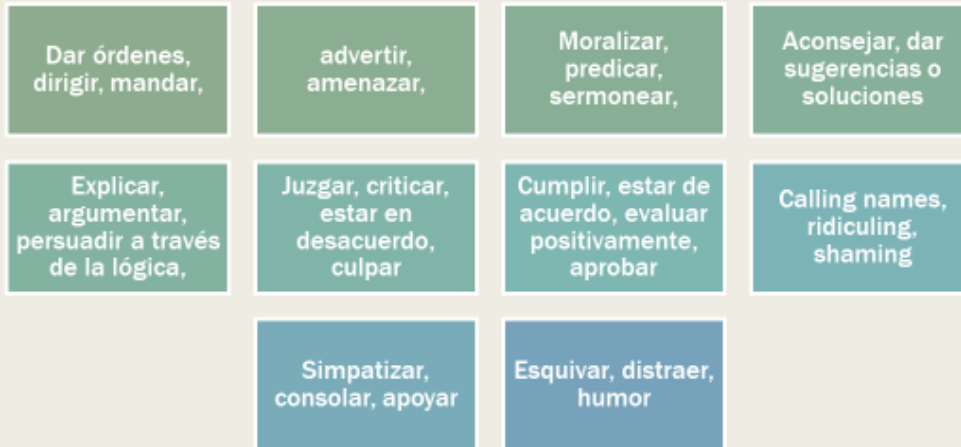 Dar órdenes,
dirigir, mandar,
advertir,
amenazar,
Moralizar,
predicar,
sermonear,
Aconsejar, dar
sugerencias o
soluciones
Explicar,
argumentar,
persuadir a través
de la lógica,
Juzgar, criticar,
estar en
desacuerdo,
culpar
Cumplir, estar de
acuerdo, evaluar
positivamente,
aprobar
Calling names,
ridiculing,
shaming
Simpatizar,
consolar, apoyar
Esquivar, distraer,
humor